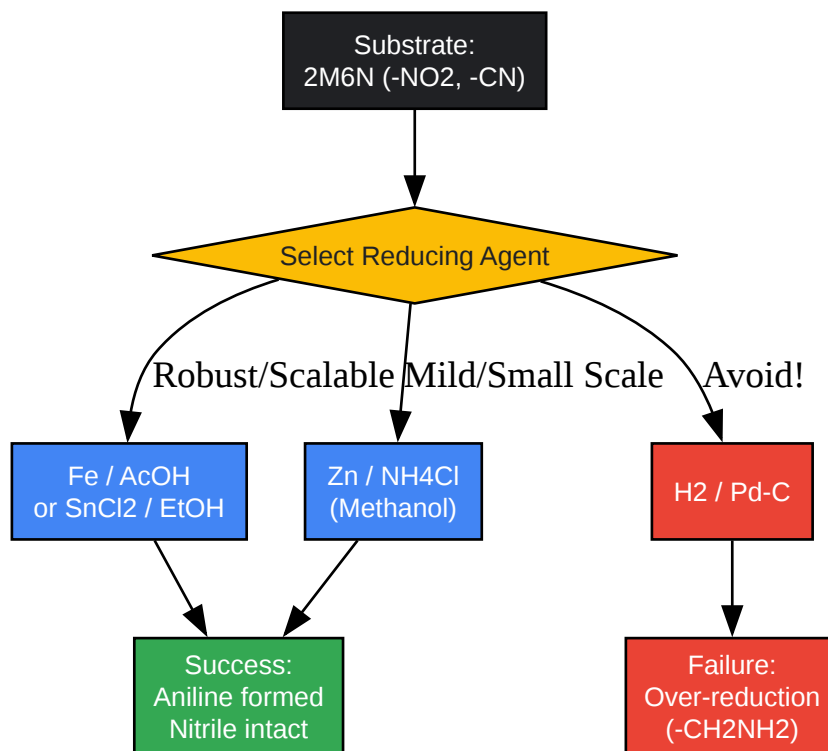 Substrate:
2M6N (-NO2, -CN)
Select Reducing Agent
Robust/Scalable
Mild/Small Scale
Avoid!
Fe / AcOH
or SnCl2 / EtOH
Zn / NH4Cl
(Methanol)
H2 / Pd-C
Success:
Aniline formed
Nitrile intact
Failure:
Over-reduction
(-CH2NH2)